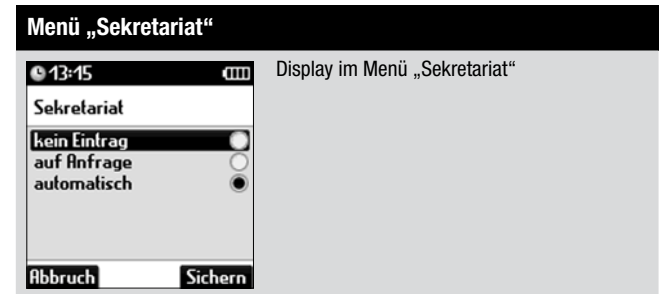 Menü „Sekretariat“
13:15
Display im Menü „Sekretariat“
Sekretariat
kein Eintrag
auf Anfrage
automatisch
Abbruch Sichern